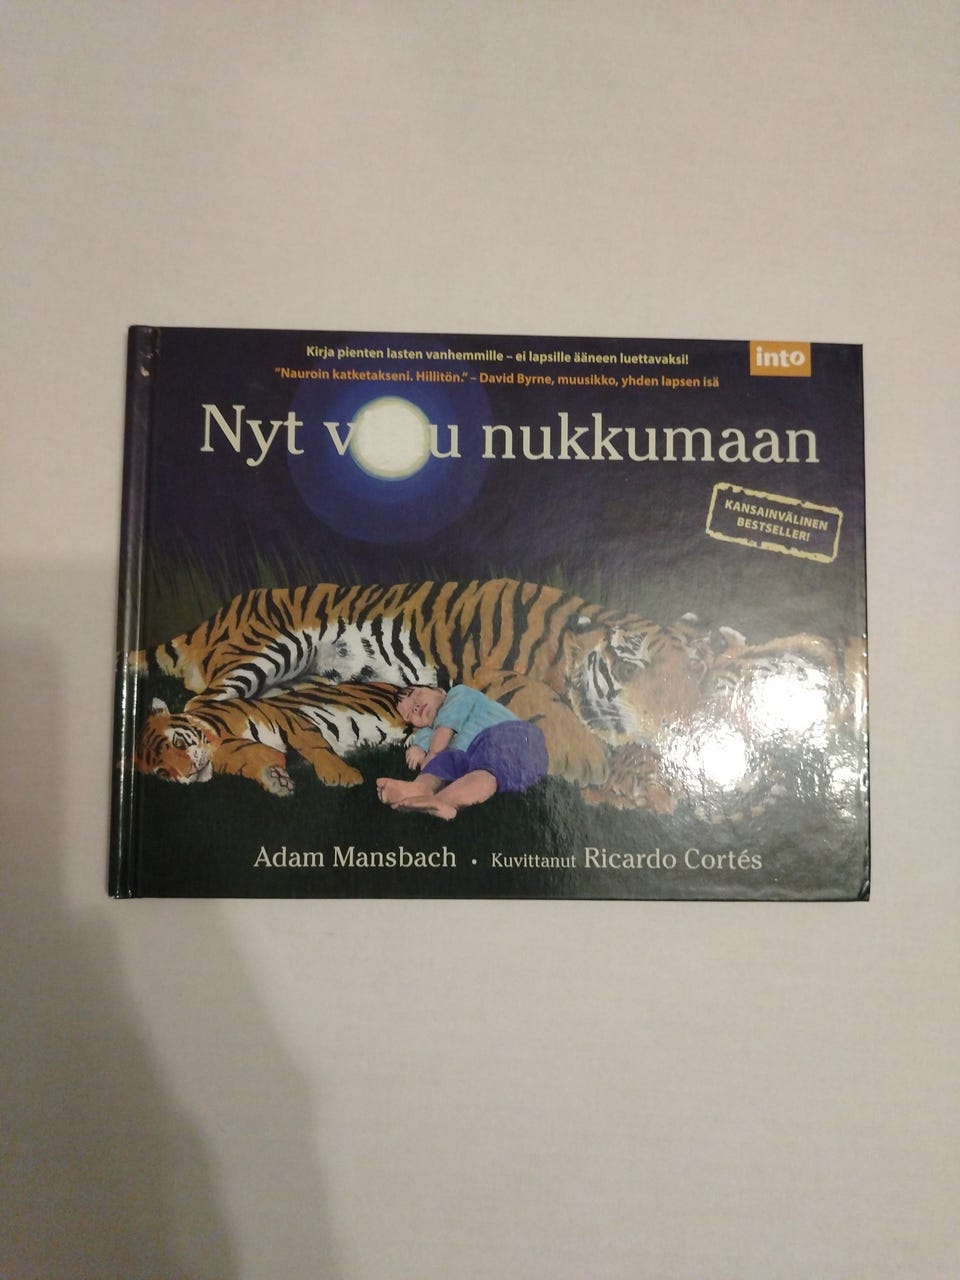 Kirja pienten lasten vanhemmille – ei lapsille ääneen luettavaksi!
"Nauroin katketakseni. Hillitön." – David Byrne, muusikko, yhden lapsen isä
into
Nyt v u nukkumaan
KANSAINVÄLINEN
BESTSELLER!
Adam Mansbach • Kuvittanut Ricardo Cortés